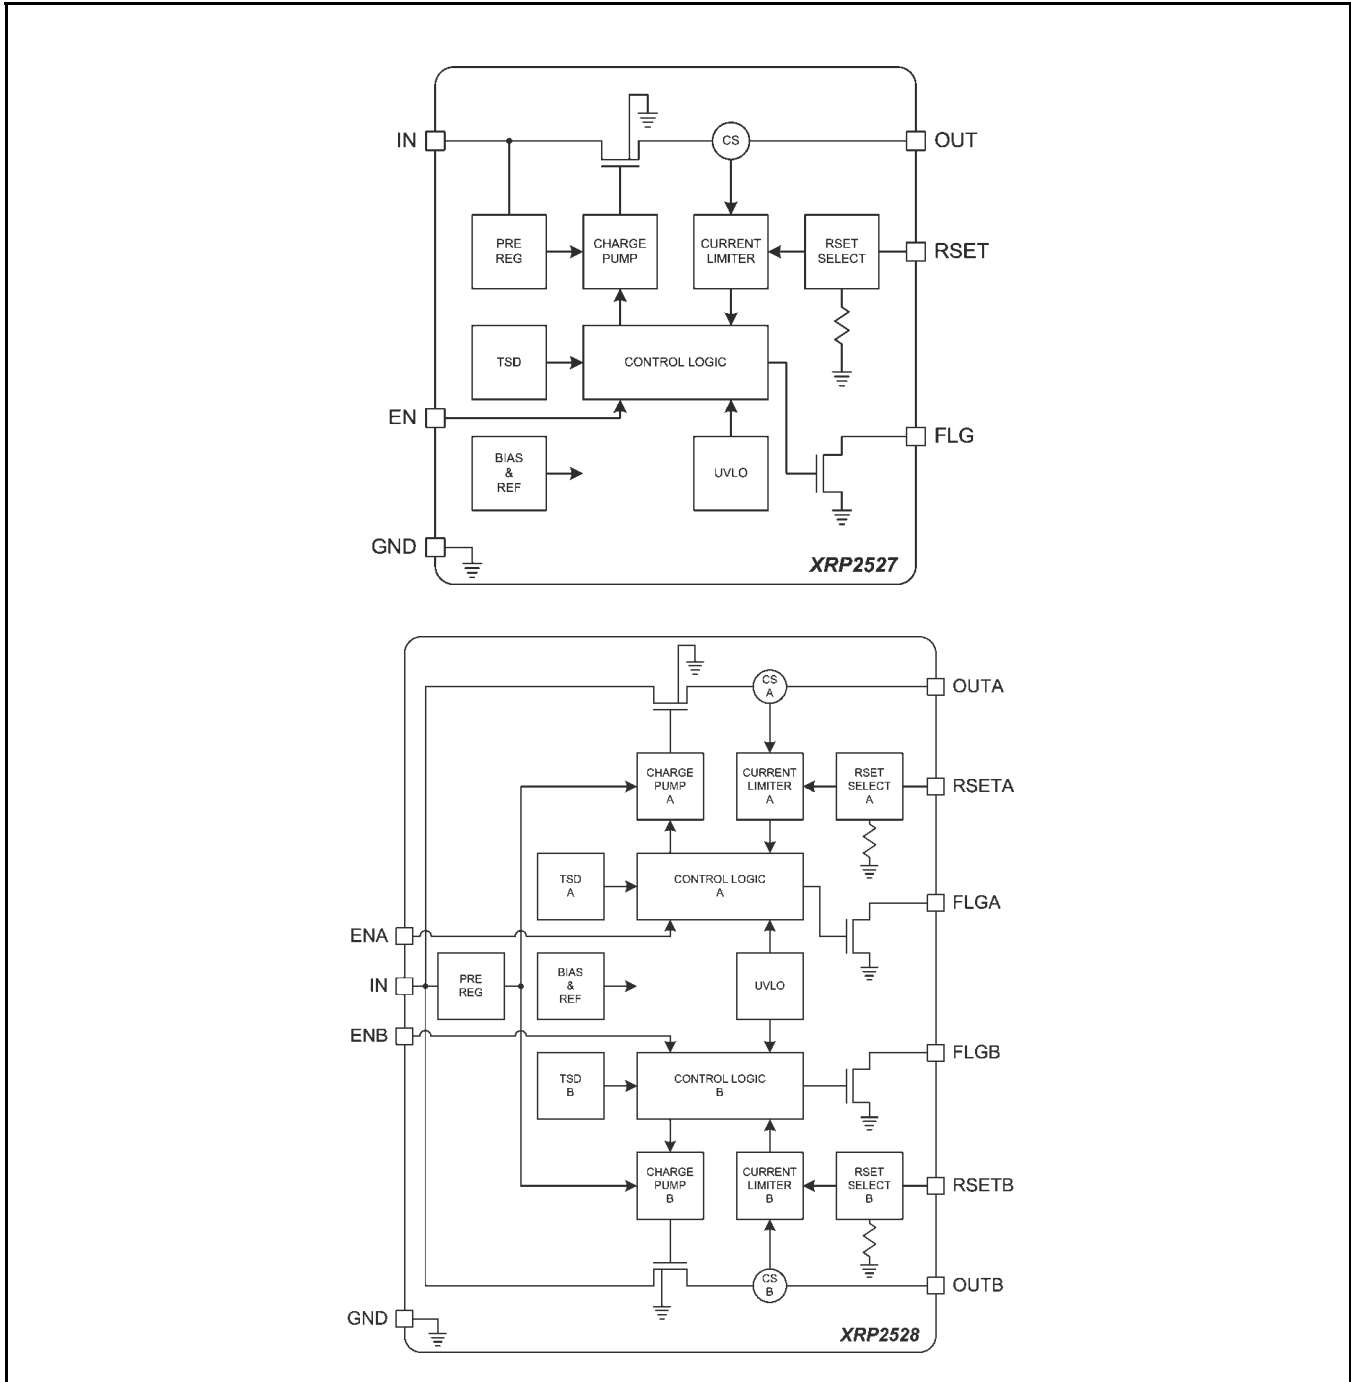 IN
CS
OUT
PRE
REG
CHARGE
PUMP
CURRENT
LIMITER
RSET
SELECT
RSET
TSD
CONTROL LOGIC
EN
FLG
BIAS
&
REF
UVLO
GND
XRP2527
CS
A
OUTA
CHARGE
PUMP
A
CURRENT
LIMITER
A
RSET
SELECT
A
RSETA
TSD
A
CONTROL LOGIC
A
FLGA
ENA
IN
PRE
REG
BIAS
&
REF
UVLO
ENB
FLGB
TSD
B
CONTROL LOGIC
B
CHARGE
PUMP
B
CURRENT
LIMITER
B
RSET
SELECT
B
RSETB
CS
B
OUTB
GND
XRP2528